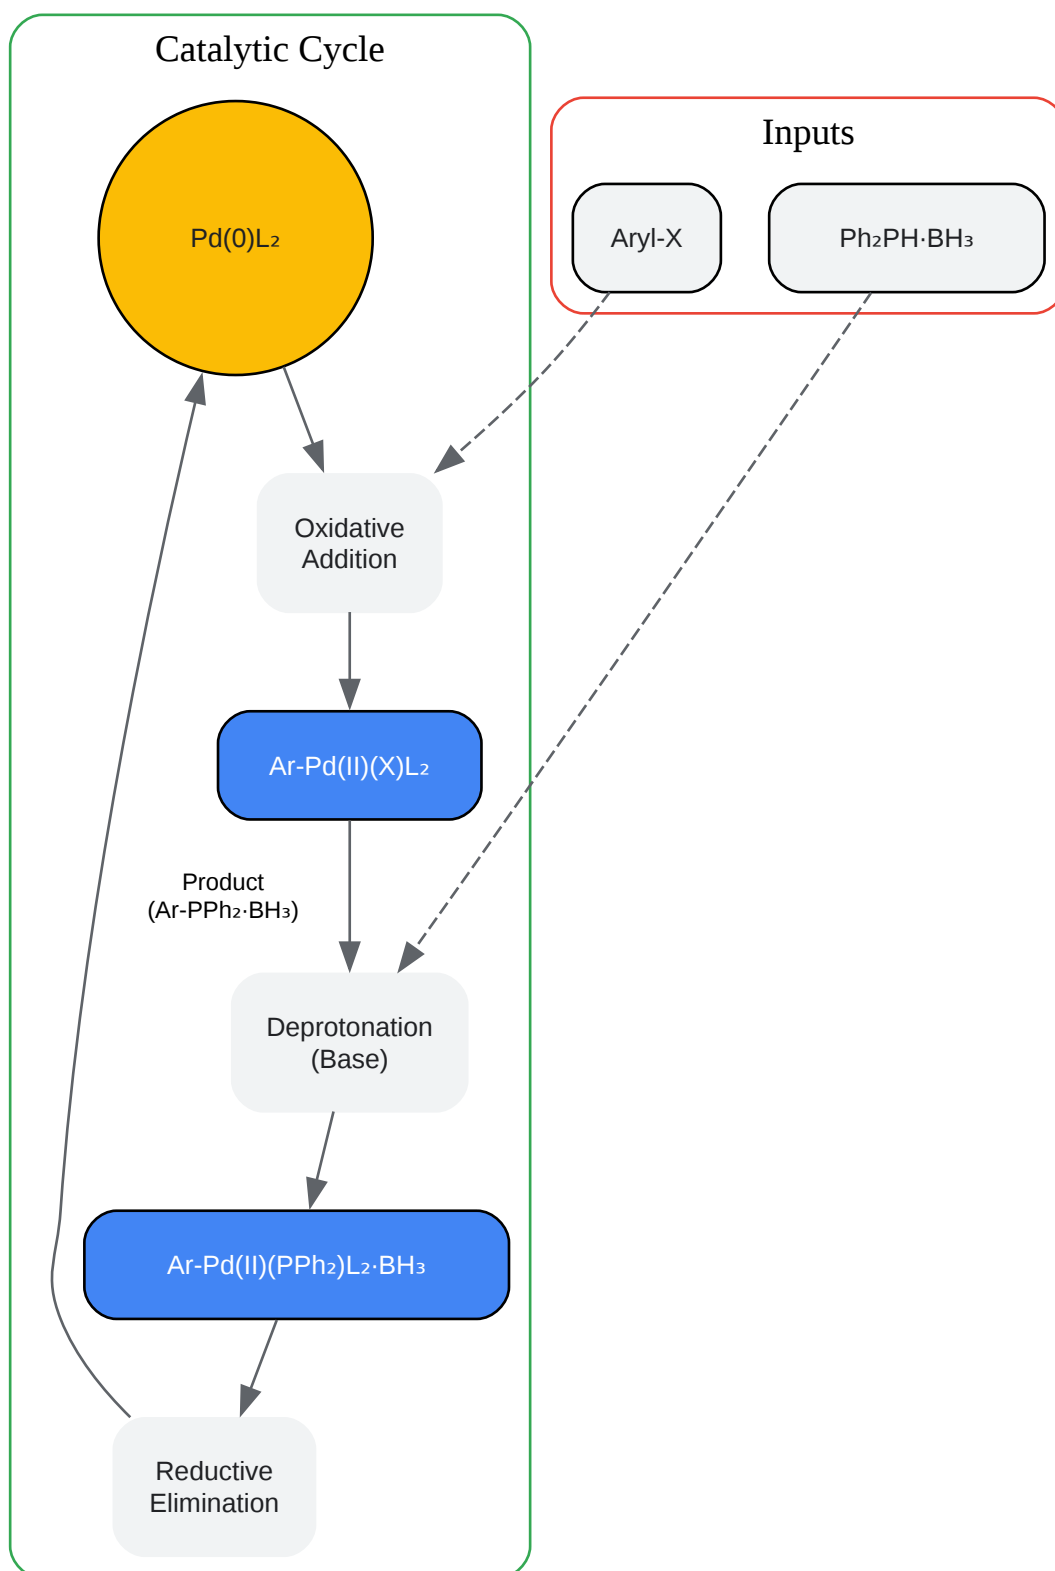 Catalytic Cycle
Inputs
Pd(0)L₂
Aryl-X
Ph₂PH·BH₃
Oxidative
Addition
Ar-Pd(II)(X)L₂
Product
(Ar-PPh₂·BH₃)
Deprotonation
(Base)
Ar-Pd(II)(PPh₂)L₂·BH₃
Reductive
Elimination